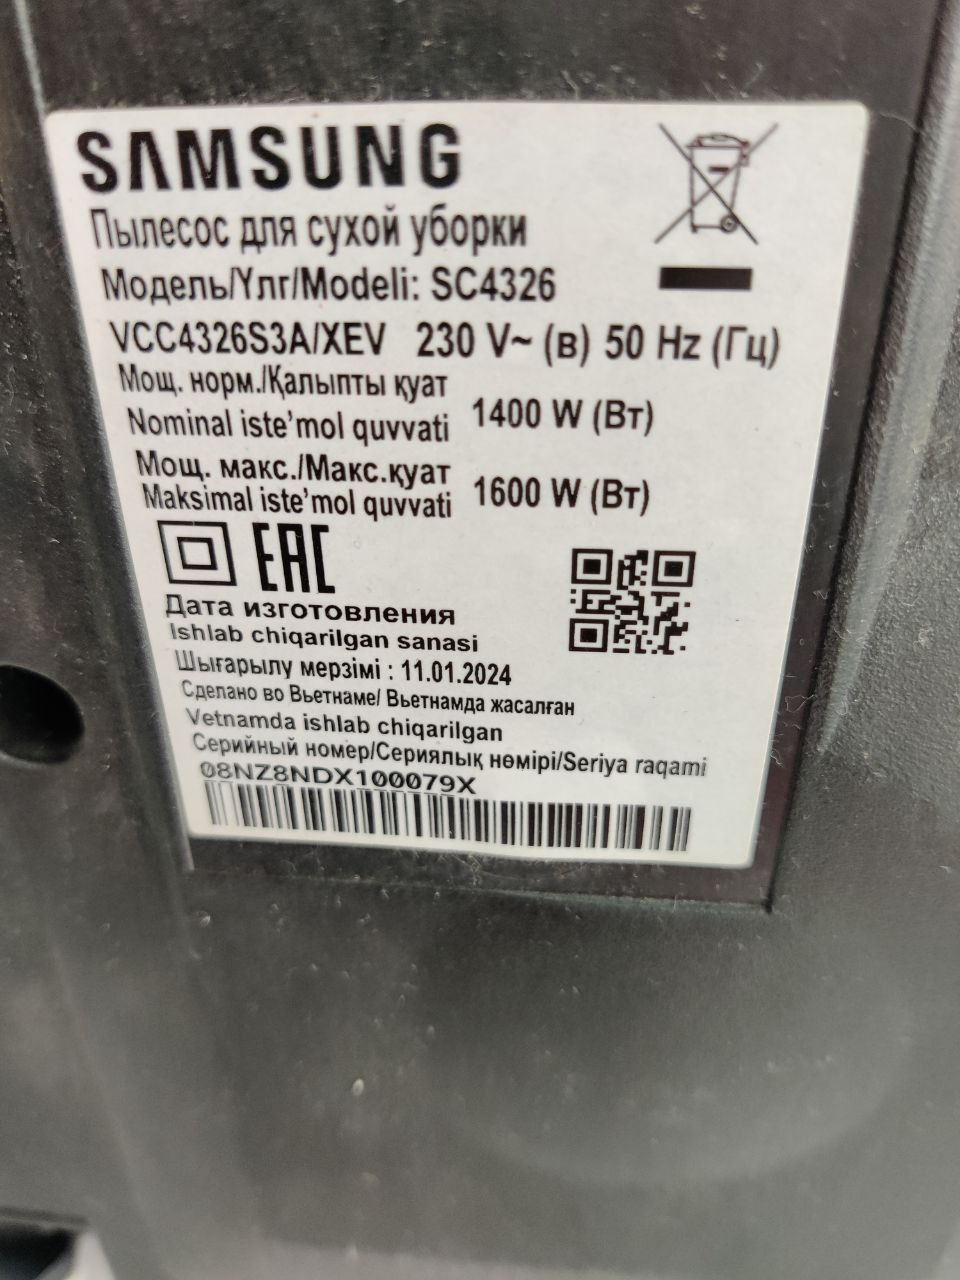 SAMSUNG
Пылесос для сухой уборки
Модель/Үлгі/Modeli: SC4326
VCC4326S3A/XEV 230 V~ (в) 50 Hz (Гц)
Мощ. норм./Қалыпты қуат
Nominal iste'mol quvvati 1400 W (Вт)
Мощ. макс./Макс.қуат
Maksimal iste'mol quvvati 1600 W (Вт)
EAC
Дата изготовления
Ishlab chiqarilgan sanasi
Шығарылу мерзімі : 11.01.2024
Сделано во Вьетнаме/ Вьетнамда жасалған
Vetnamda ishlab chiqarilgan
Серийный номер/Сериялық нөмірі/Seriya raqami
08NZ8NDX100079X